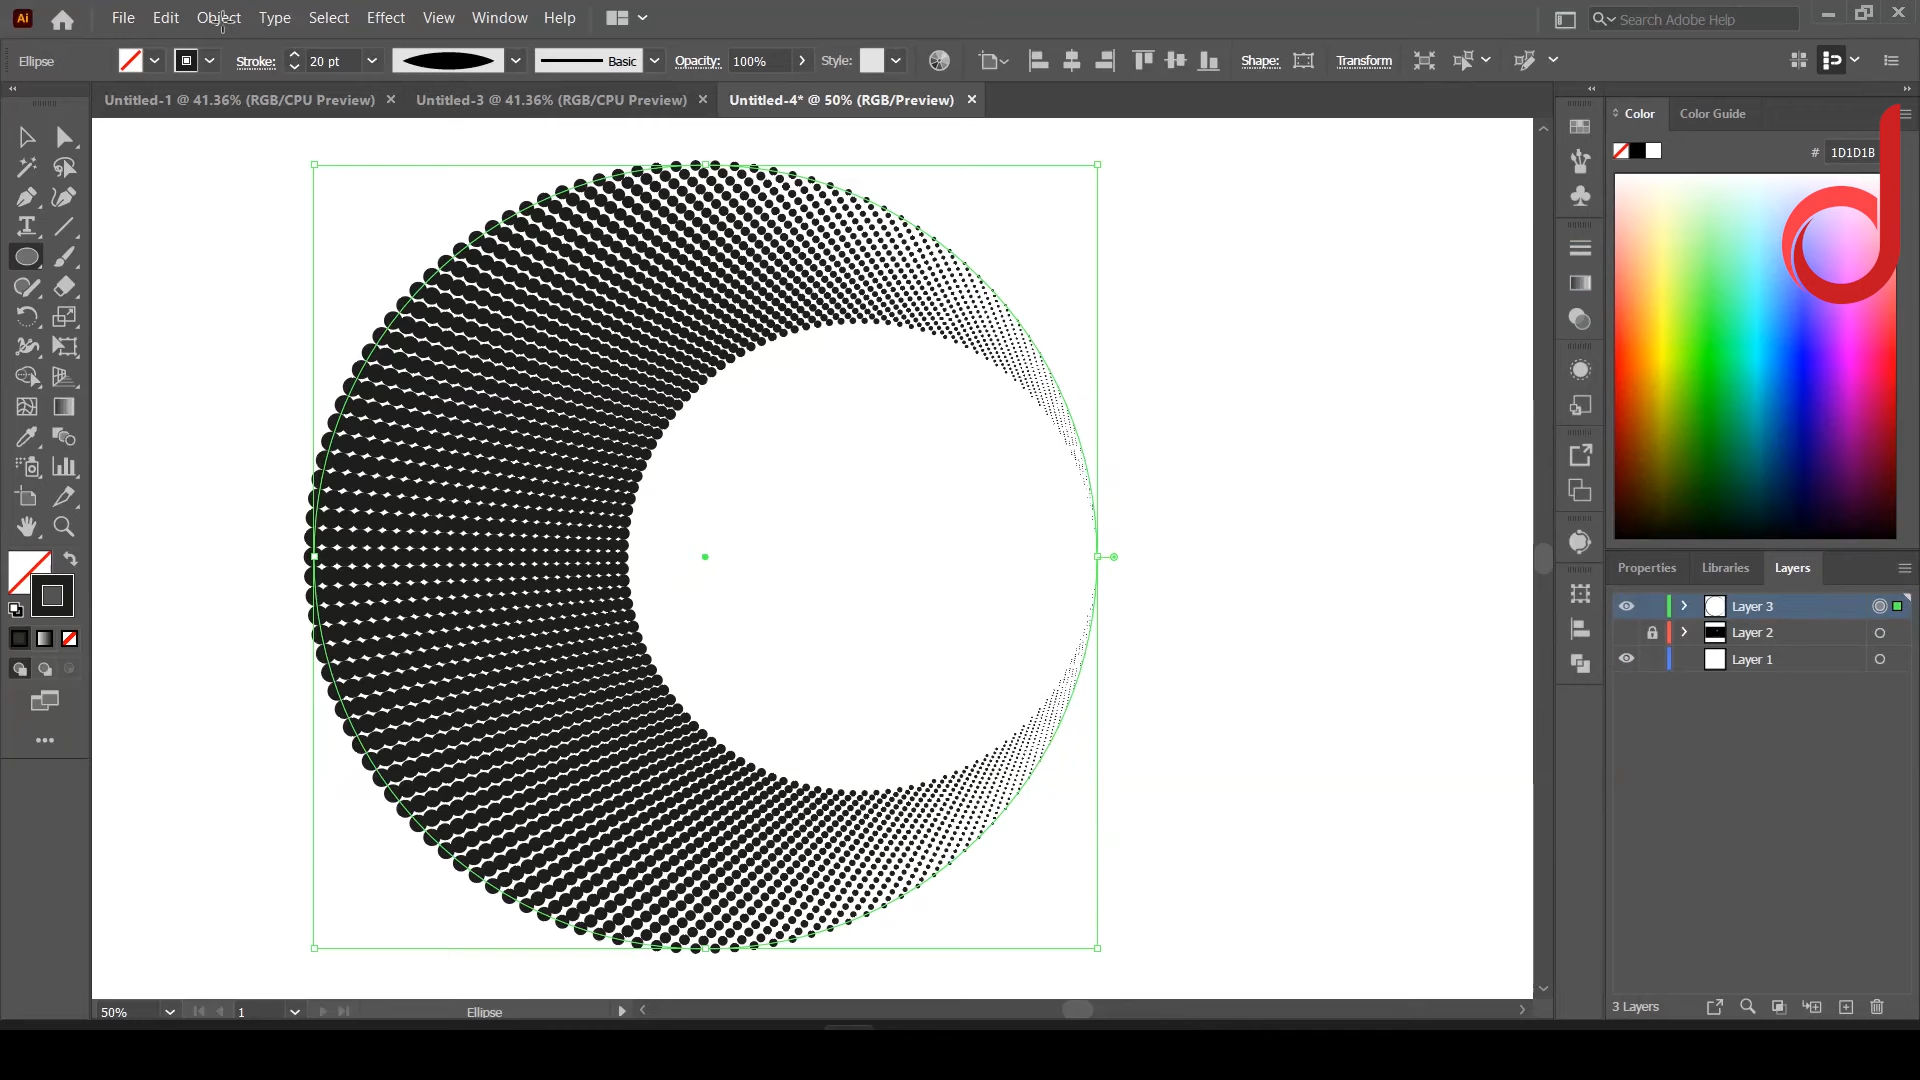 Ai File Edit Object Type Select Effect View Window Help Search Adobe Help
Ellipse Stroke: 20 pt Basic Opacity: 100% Style: Shape: Transform
Untitled-1 @ 41.36% (RGB/CPU Preview) × Untitled-3 @ 41.36% (RGB/CPU Preview) × Untitled-4* @ 50% (RGB/Preview) ×
Color Color Guide
# 1D1D1B
Properties Libraries Layers
Layer 3
Layer 2
Layer 1
3 Layers
50% 1 Ellipse